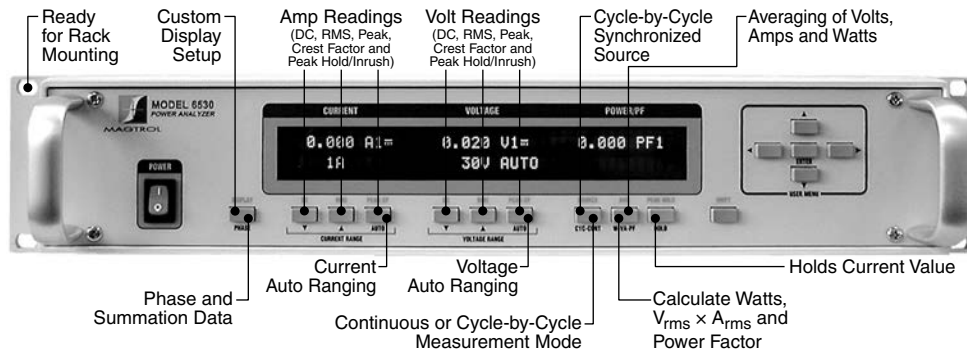 Ready
for Rack
Mounting
Custom
Display
Setup
Amp Readings
(DC, RMS, Peak,
Crest Factor and
Peak Hold/Inrush)
Volt Readings
(DC, RMS, Peak,
Crest Factor and
Peak Hold/Inrush)
Cycle-by-Cycle
Synchronized
Source
Averaging of Volts,
Amps and Watts
MAGTROL
MODEL 6530
POWER ANALYZER
POWER
CURRENT
VOLTAGE
POWER/PF
0.000 A1=
0.020 V1=
0.000 PF1
1A
30V AUTO
ENTER
USER MENU
DISPLAY
PHASE
CURRENT RANGE
AUTO
VOLTAGE RANGE
AUTO
CYC-CONT
W-VA-PF
PEAK HOLD
HOLD
SHIFT
Phase and
Summation Data
Current
Auto Ranging
Voltage
Auto Ranging
Continuous or Cycle-by-Cycle
Measurement Mode
Calculate Watts,
Vrms × Arms and
Power Factor
Holds Current Value